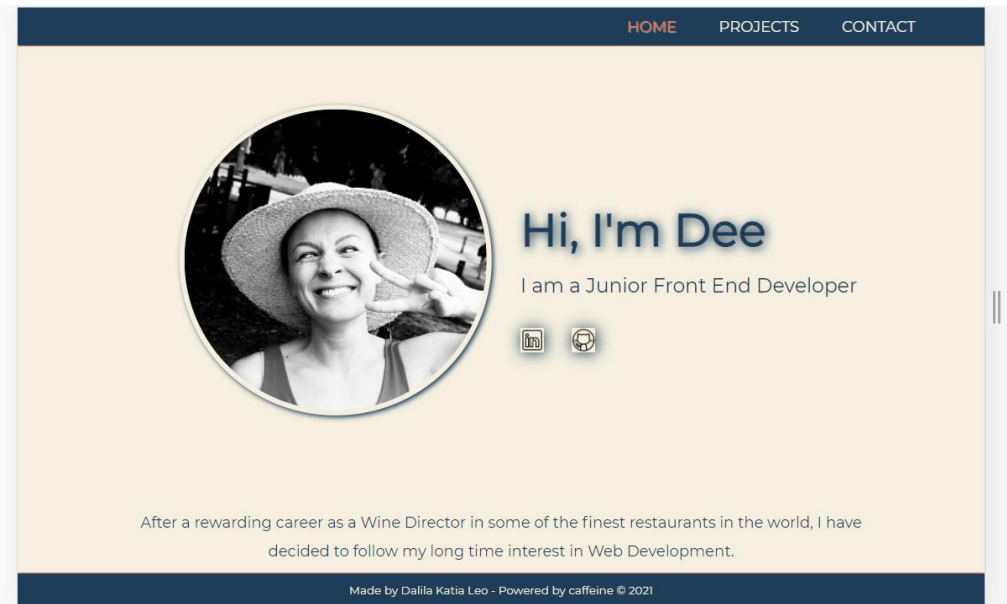 HOME PROJECTS CONTACT
Hi, I'm Dee
I am a Junior Front End Developer
in
After a rewarding career as a Wine Director in some of the finest restaurants in the world, I have
decided to follow my long time interest in Web Development.
Made by Dalila Katia Leo - Powered by caffeine © 2021